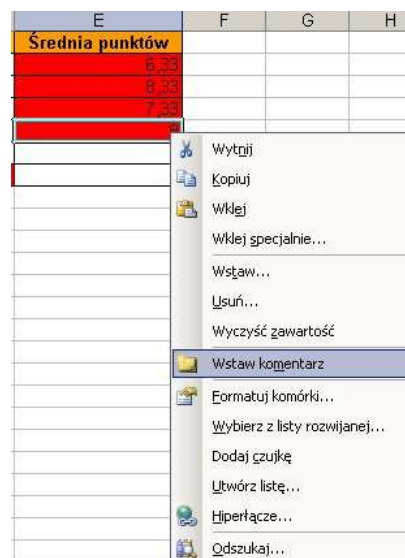 E F G H
Średnia punktów
6,33
8,33
7,33
8
Wytnij
Kopiuj
Wklej
Wklej specjalnie...
Wstaw...
Usuń...
Wyczyść zawartość
Wstaw komentarz
Formatuj komórki...
Wybierz z listy rozwijanej...
Dodaj czujkę
Utwórz listę...
Hiperłącze...
Odszukaj...